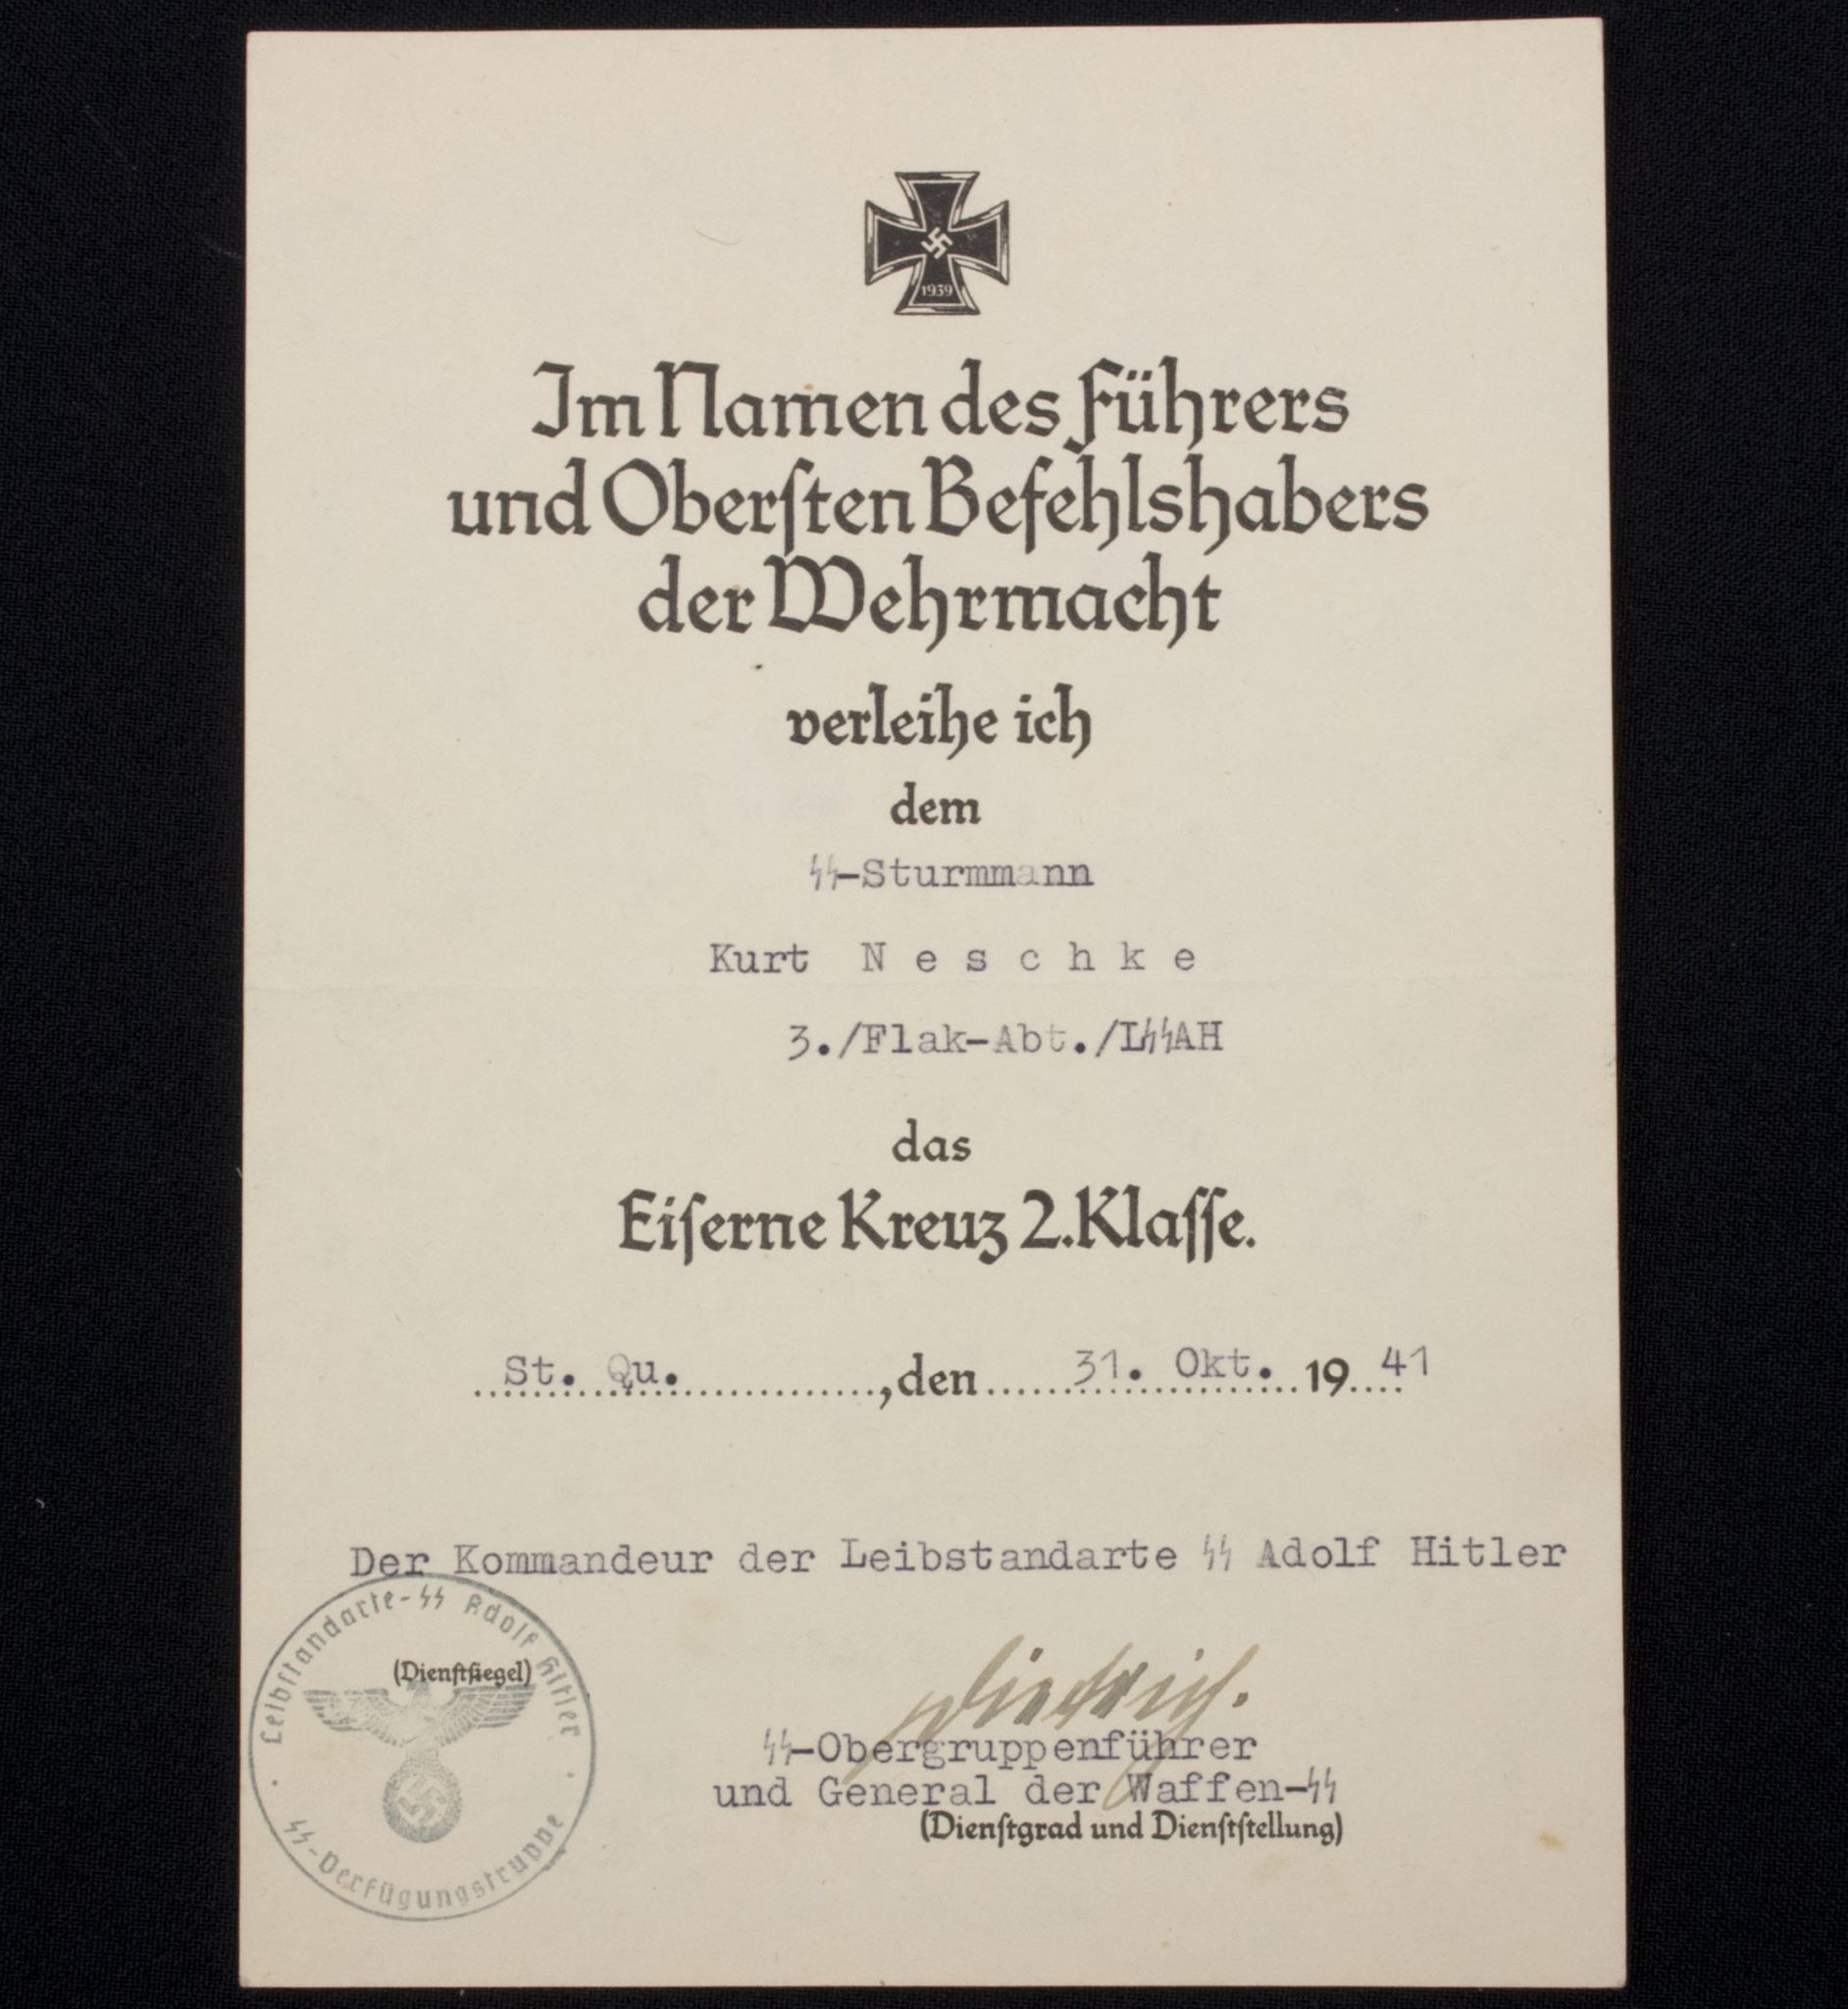 1939
Im Namen des Führers
und Oberſten Befehlshabers
der Wehrmacht
verleihe ich
dem
ᛋᛋ-Sturmmann
Kurt N e s c h k e
3./Flak-Abt./LᛋᛋAH
das
Eiſerne Kreuz 2.Klaſſe.
St. Qu. , den 31. Okt. 19 41
Der Kommandeur der Leibstandarte ᛋᛋ Adolf Hitler
Leibſtandarte-ᛋᛋ Adolf Hitler
(Dienſtſiegel)
ᛋᛋ-Verfügungstruppe
Dietrich.
ᛋᛋ-Obergruppenführer
und General der Waffen-ᛋᛋ
(Dienſtgrad und Dienſtſtellung)